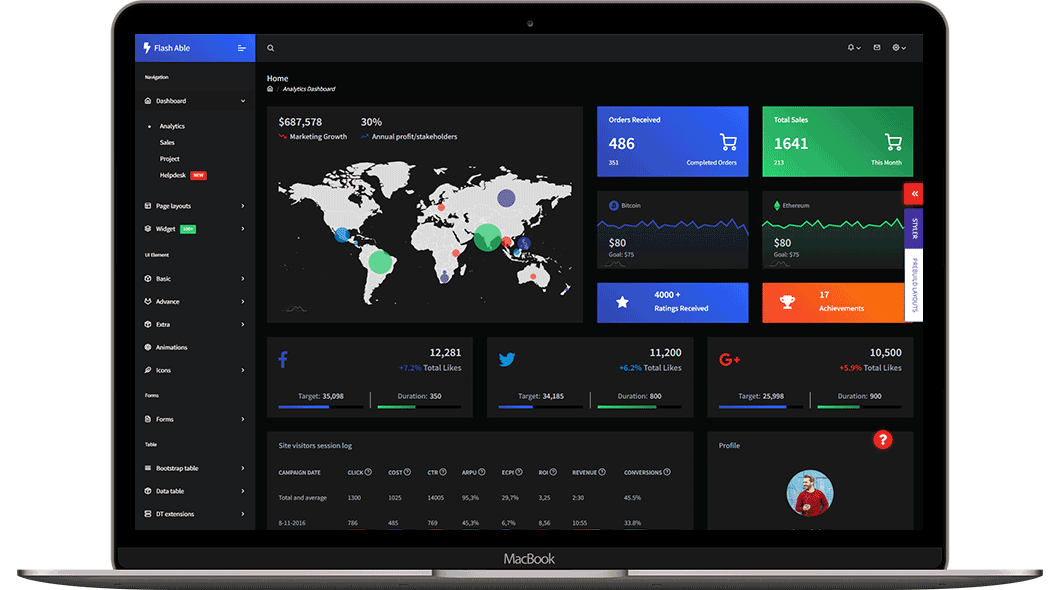 Flash Able
Navigation
Dashboard
Analytics
Sales
Project
Helpdesk NEW
Page layouts
Widget 100+
UI Element
Basic
Advance
Extra
Animations
Icons
Forms
Forms
Table
Bootstrap table
Data table
DT extensions
Home
/ Analytics Dashboard
$687,578
Marketing Growth
30%
Annual profit/stakeholders
Orders Received
486
351 Completed Orders
Total Sales
1641
213 This Month
Bitcoin
$80
Goal: $75
Ethereum
$80
Goal: $75
4000 +
Ratings Received
17
Achievements
«
STYLER
PREBUILD LAYOUTS
12,281
+7.2% Total Likes
Target: 35,098 Duration: 350
11,200
+6.2% Total Likes
Target: 34,185 Duration: 800
G+
10,500
+5.9% Total Likes
Target: 25,998 Duration: 900
Site visitors session log
CAMPAIGN DATE CLICK? COST? CTR? ARPU? ECPI? ROI? REVENUE? CONVERSIONS?
Total and average 1300 1025 14005 95,3% 29,7% 3,25 2:30 45.5%
8-11-2016 786 485 769 45,3% 6,7% 8,56 10:55 33.8%
Profile
?
MacBook